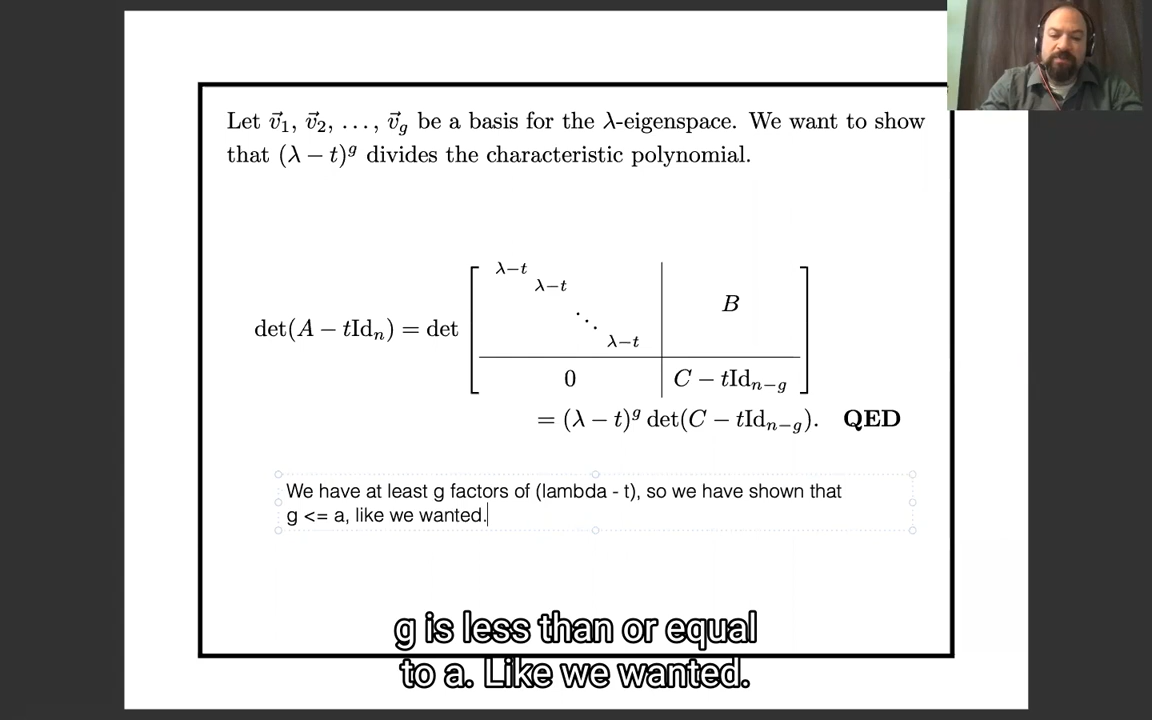 Let v⃗₁, v⃗₂, …, v⃗_g be a basis for the λ-eigenspace. We want to show
that (λ − t)^g divides the characteristic polynomial.
λ−t
λ−t
B
⋱
det(A − tId_n) = det
λ−t
0 C − tId_{n−g}
= (λ − t)^g det(C − tId_{n−g}). QED
We have at least g factors of (lambda - t), so we have shown that
g <= a, like we wanted.
g is less than or equal
to a. Like we wanted.